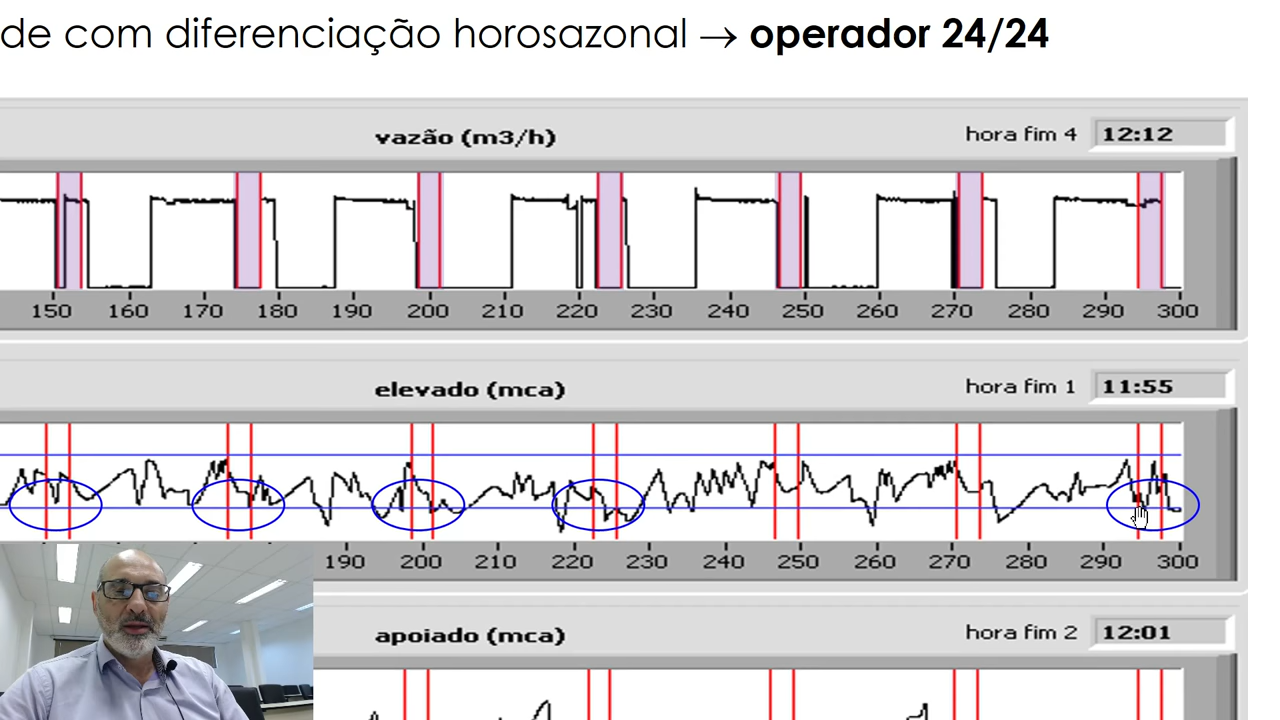 de com diferenciação horosazonal → operador 24/24
vazão (m3/h)
hora fim 4 12:12
150 160 170 180 190 200 210 220 230 240 250 260 270 280 290 300
elevado (mca)
hora fim 1 11:55
190 200 210 220 230 240 250 260 270 280 290 300
apoiado (mca)
hora fim 2 12:01